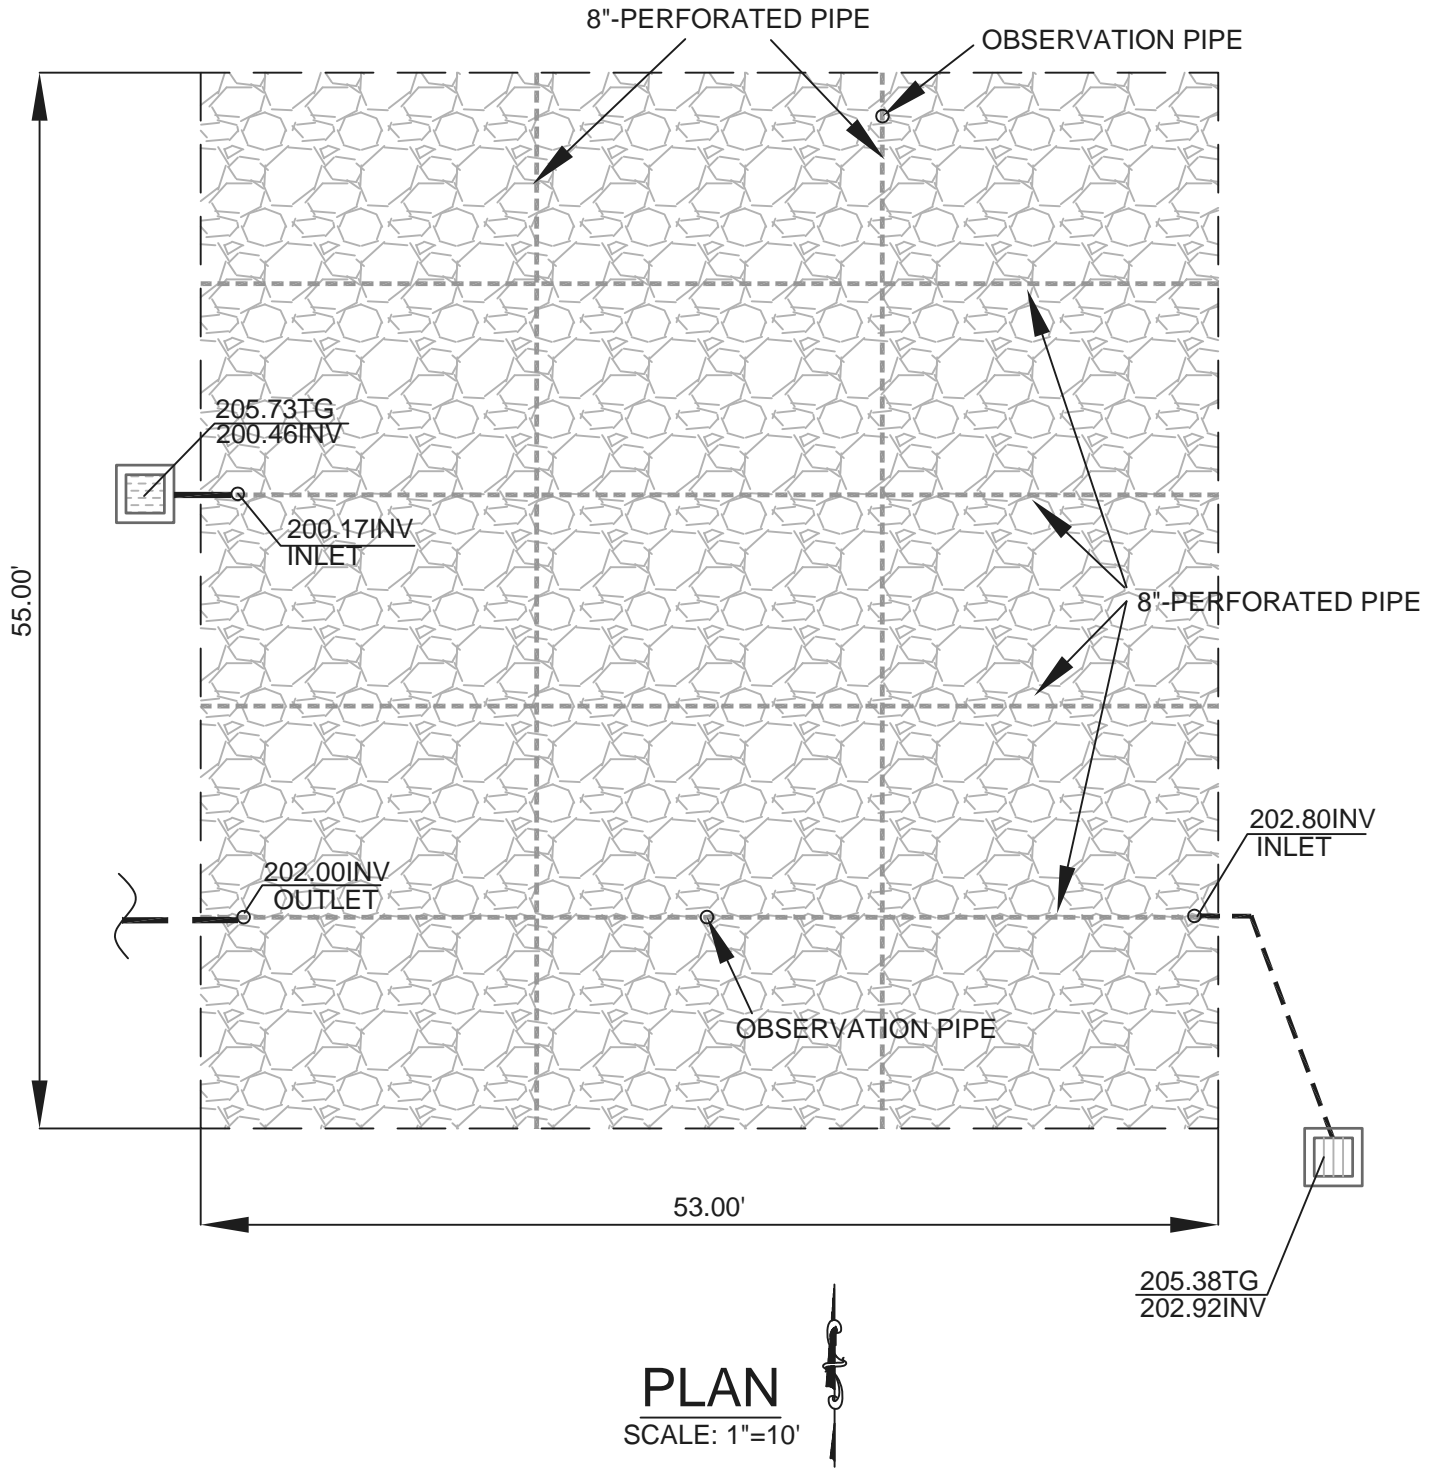 8"-PERFORATED PIPE
OBSERVATION PIPE
205.73TG
200.46INV
200.17INV
INLET
55.00'
8"-PERFORATED PIPE
202.80INV
INLET
202.00INV
OUTLET
OBSERVATION PIPE
53.00'
205.38TG
202.92INV
PLAN
SCALE: 1"=10'